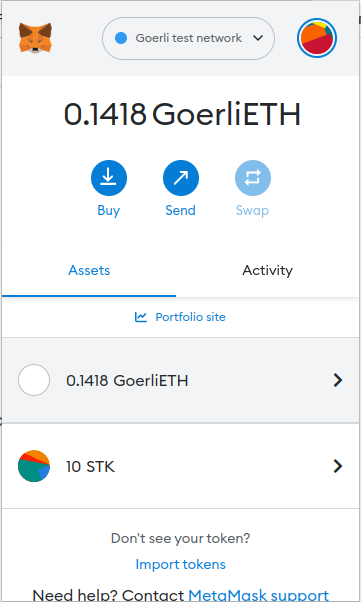 Goerli test network
0.1418 GoerliETH
Buy Send Swap
Assets Activity
Portfolio site
0.1418 GoerliETH
10 STK
Don't see your token?
Import tokens
Need help? Contact MetaMask support